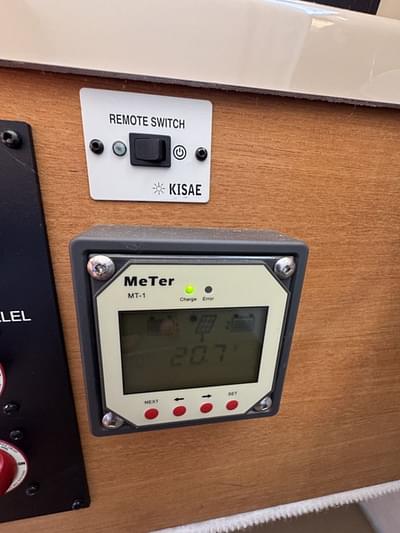 REMOTE SWITCH
KISAE
LEL
MeTer
MT-1
Charge Error
20.7
NEXT ← → SET